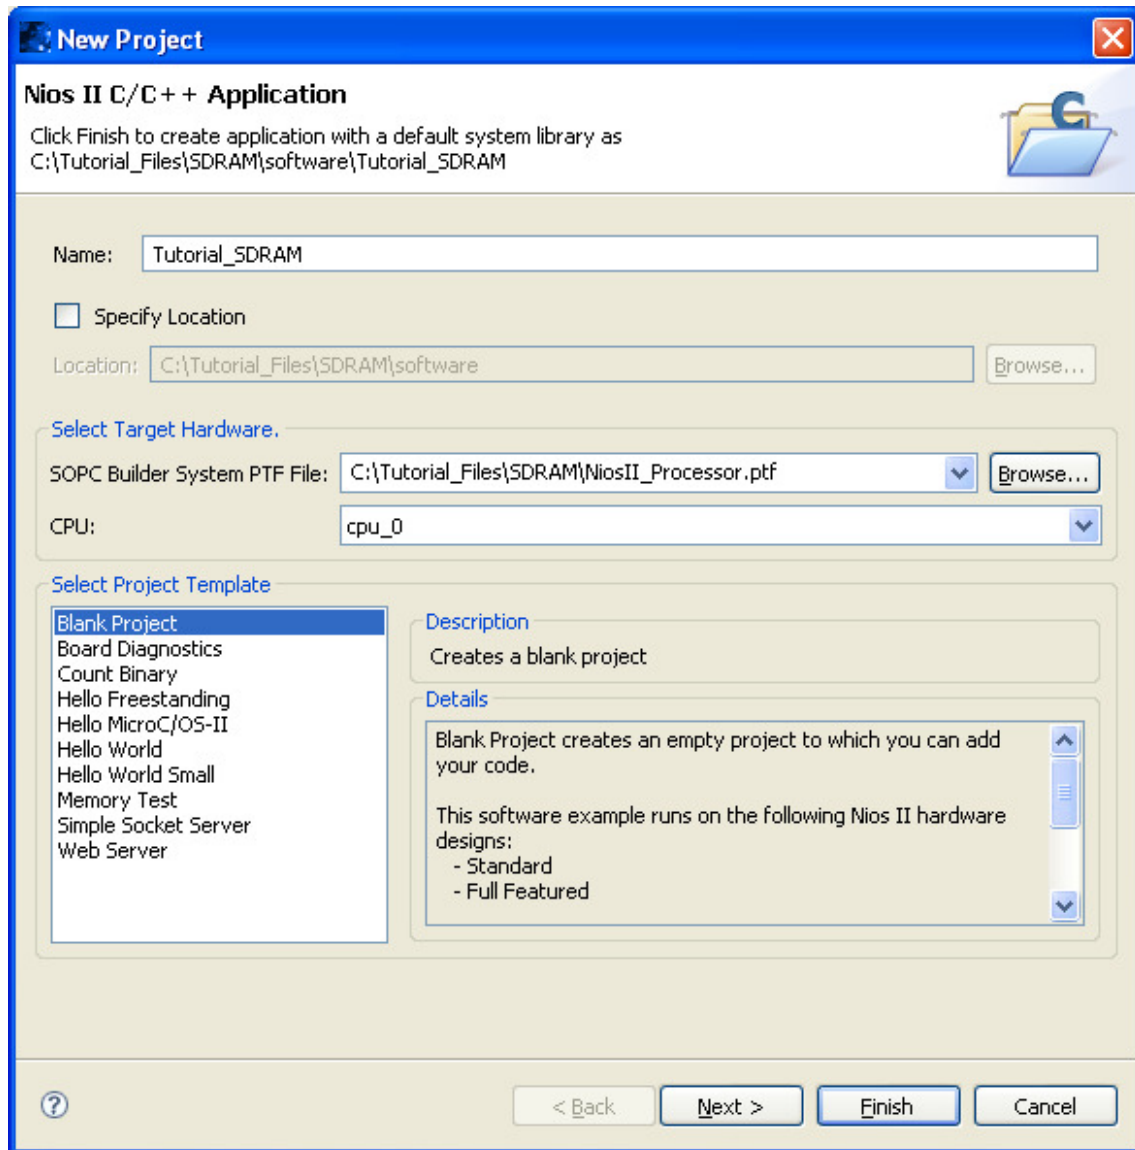 New Project
Nios II C/C++ Application
Click Finish to create application with a default system library as
C:\Tutorial_Files\SDRAM\software\Tutorial_SDRAM
C
Name: Tutorial_SDRAM
Specify Location
Location: C:\Tutorial_Files\SDRAM\software Browse...
Select Target Hardware.
SOPC Builder System PTF File: C:\Tutorial_Files\SDRAM\NiosII_Processor.ptf Browse...
CPU: cpu_0
Select Project Template
Blank Project
Board Diagnostics
Count Binary
Hello Freestanding
Hello MicroC/OS-II
Hello World
Hello World Small
Memory Test
Simple Socket Server
Web Server
Description
Creates a blank project
Details
Blank Project creates an empty project to which you can add
your code.
This software example runs on the following Nios II hardware
designs:
- Standard
- Full Featured
? < Back Next > Finish Cancel